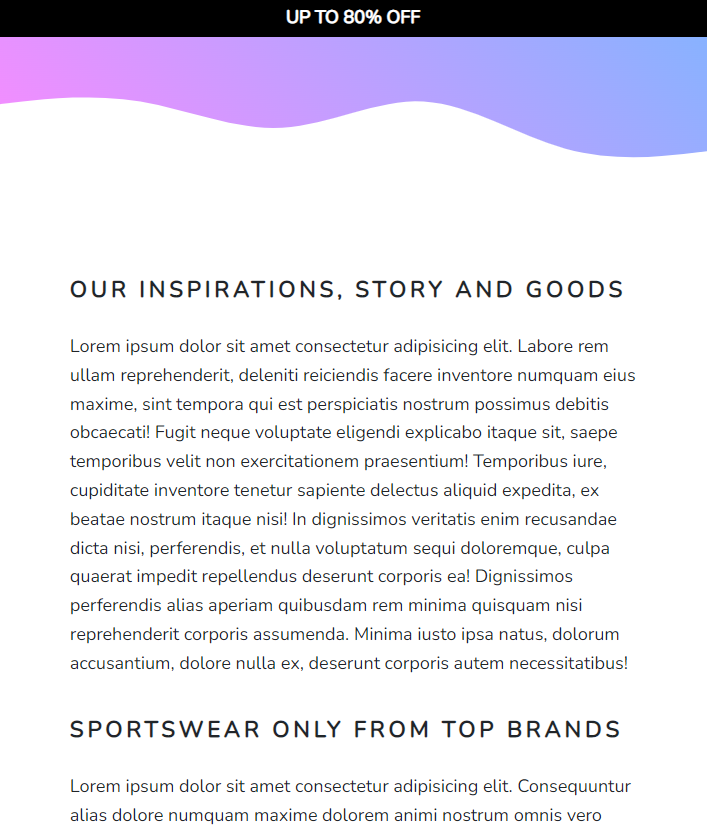 UP TO 80% OFF
OUR INSPIRATIONS, STORY AND GOODS
Lorem ipsum dolor sit amet consectetur adipisicing elit. Labore rem
ullam reprehenderit, deleniti reiciendis facere inventore numquam eius
maxime, sint tempora qui est perspiciatis nostrum possimus debitis
obcaecati! Fugit neque voluptate eligendi explicabo itaque sit, saepe
temporibus velit non exercitationem praesentium! Temporibus iure,
cupiditate inventore tenetur sapiente delectus aliquid expedita, ex
beatae nostrum itaque nisi! In dignissimos veritatis enim recusandae
dicta nisi, perferendis, et nulla voluptatum sequi doloremque, culpa
quaerat impedit repellendus deserunt corporis ea! Dignissimos
perferendis alias aperiam quibusdam rem minima quisquam nisi
reprehenderit corporis assumenda. Minima iusto ipsa natus, dolorum
accusantium, dolore nulla ex, deserunt corporis autem necessitatibus!
SPORTSWEAR ONLY FROM TOP BRANDS
Lorem ipsum dolor sit amet consectetur adipisicing elit. Consequuntur
alias dolore numquam maxime dolorem animi nostrum omnis vero